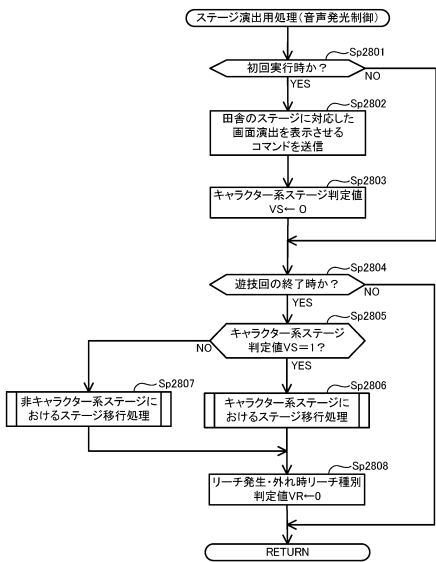 ステージ演出用処理(音声発光制御)
Sp2801
初回実行時か?
NO
YES
Sp2802
田舎のステージに対応した
画面演出を表示させる
コマンドを送信
Sp2803
キャラクター系ステージ判定値
VS← 0
Sp2804
遊技回の終了時か?
NO
YES
Sp2805
キャラクター系ステージ
判定値VS=1?
NO
YES
Sp2807
非キャラクター系ステージに
おけるステージ移行処理
Sp2806
キャラクター系ステージに
おけるステージ移行処理
Sp2808
リーチ発生・外れ時リーチ種別
判定値VR←0
RETURN